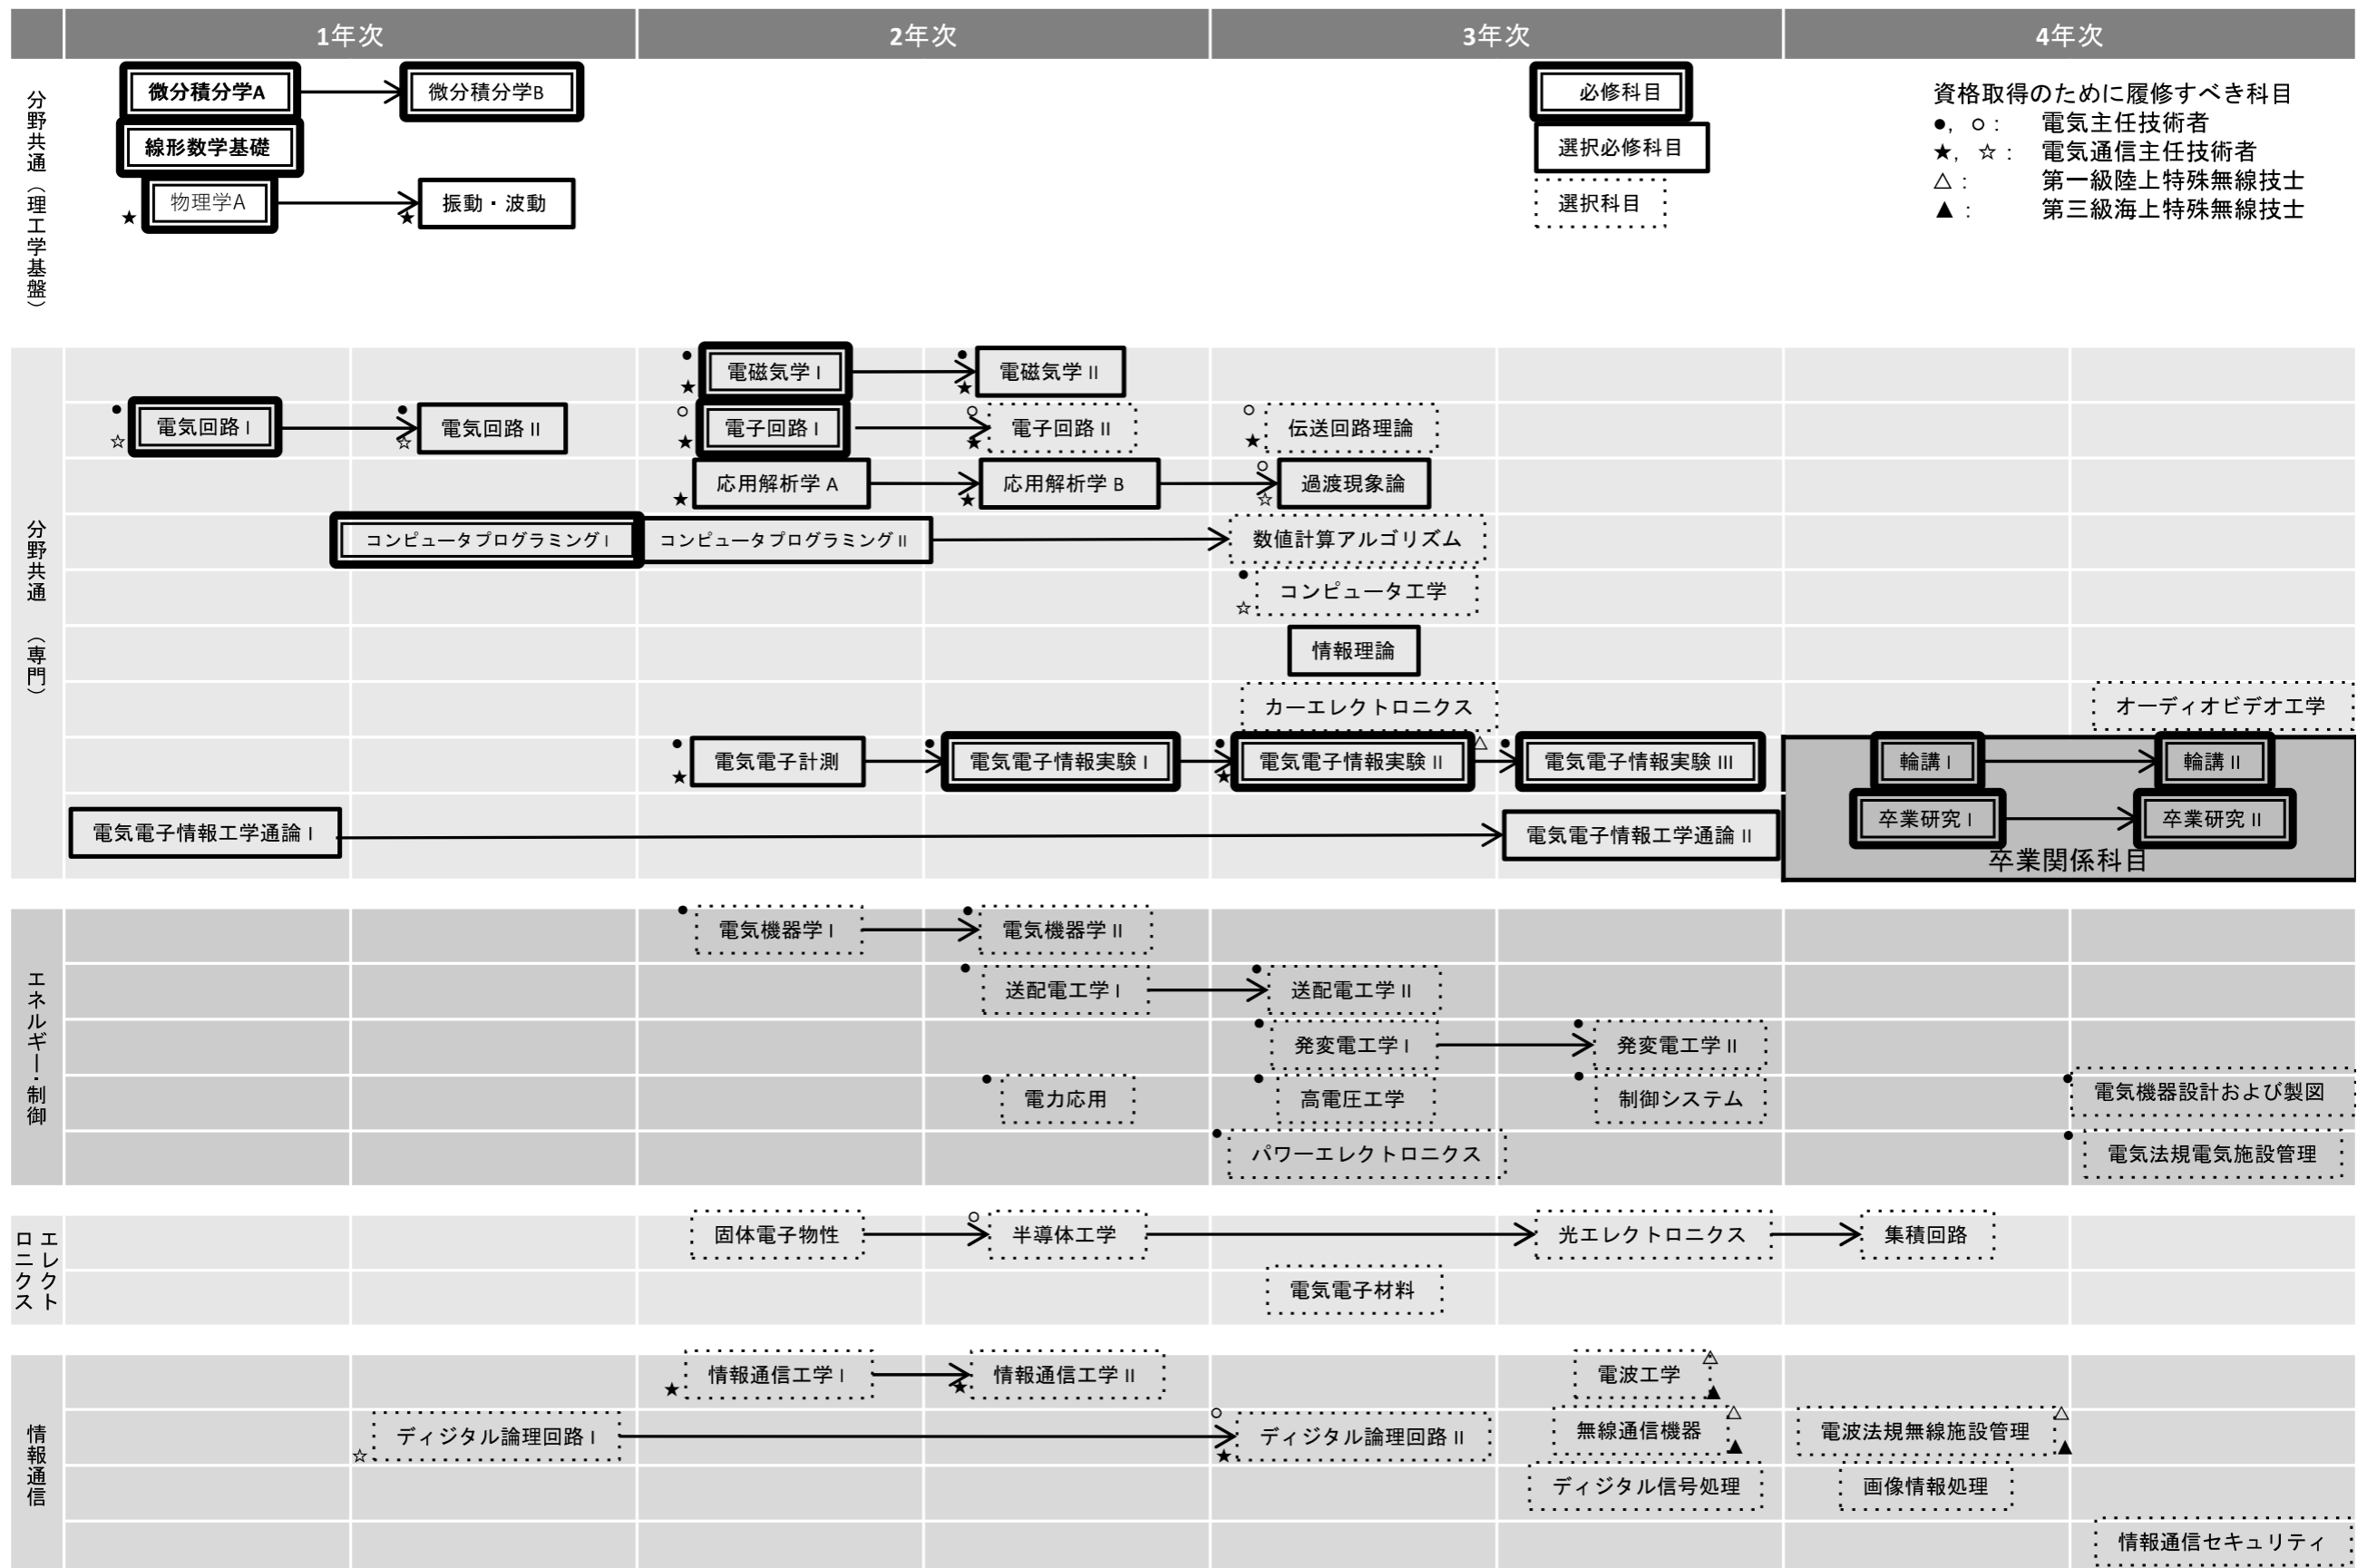 1年次
2年次
3年次
4年次
分野共通（理工学基盤）
微分積分学A
微分積分学B
線形数学基礎
★
物理学A
★
振動・波動
必修科目
選択必修科目
選択科目
資格取得のために履修すべき科目
●, ○： 電気主任技術者
★, ☆： 電気通信主任技術者
△： 第一級陸上特殊無線技士
▲： 第三級海上特殊無線技士
分野共通（専門）
●
★
電磁気学 I
●
★
電磁気学 II
●
☆
電気回路 I
●
☆
電気回路 II
○
★
電子回路 I
○
★
電子回路 II
○
★
伝送回路理論
★
応用解析学 A
★
応用解析学 B
○
☆
過渡現象論
コンピュータプログラミング I
コンピュータプログラミング II
数値計算アルゴリズム
●
☆
コンピュータ工学
情報理論
カーエレクトロニクス
オーディオビデオ工学
●
★
電気電子計測
●
電気電子情報実験 I
●
★
電気電子情報実験 II
△
●
電気電子情報実験 III
輪講 I
輪講 II
電気電子情報工学通論 I
電気電子情報工学通論 II
卒業研究 I
卒業研究 II
卒業関係科目
エネルギー・制御
●
電気機器学 I
●
電気機器学 II
●
送配電工学 I
●
送配電工学 II
●
発変電工学 I
●
発変電工学 II
●
電力応用
●
高電圧工学
●
制御システム
●
電気機器設計および製図
●
パワーエレクトロニクス
●
電気法規電気施設管理
エレクト
ロニクス
固体電子物性
○
半導体工学
光エレクトロニクス
集積回路
電気電子材料
情報通信
★
情報通信工学 I
★
情報通信工学 II
電波工学
△
▲
☆
ディジタル論理回路 I
○
★
ディジタル論理回路 II
無線通信機器
△
▲
電波法規無線施設管理
△
▲
ディジタル信号処理
画像情報処理
情報通信セキュリティ